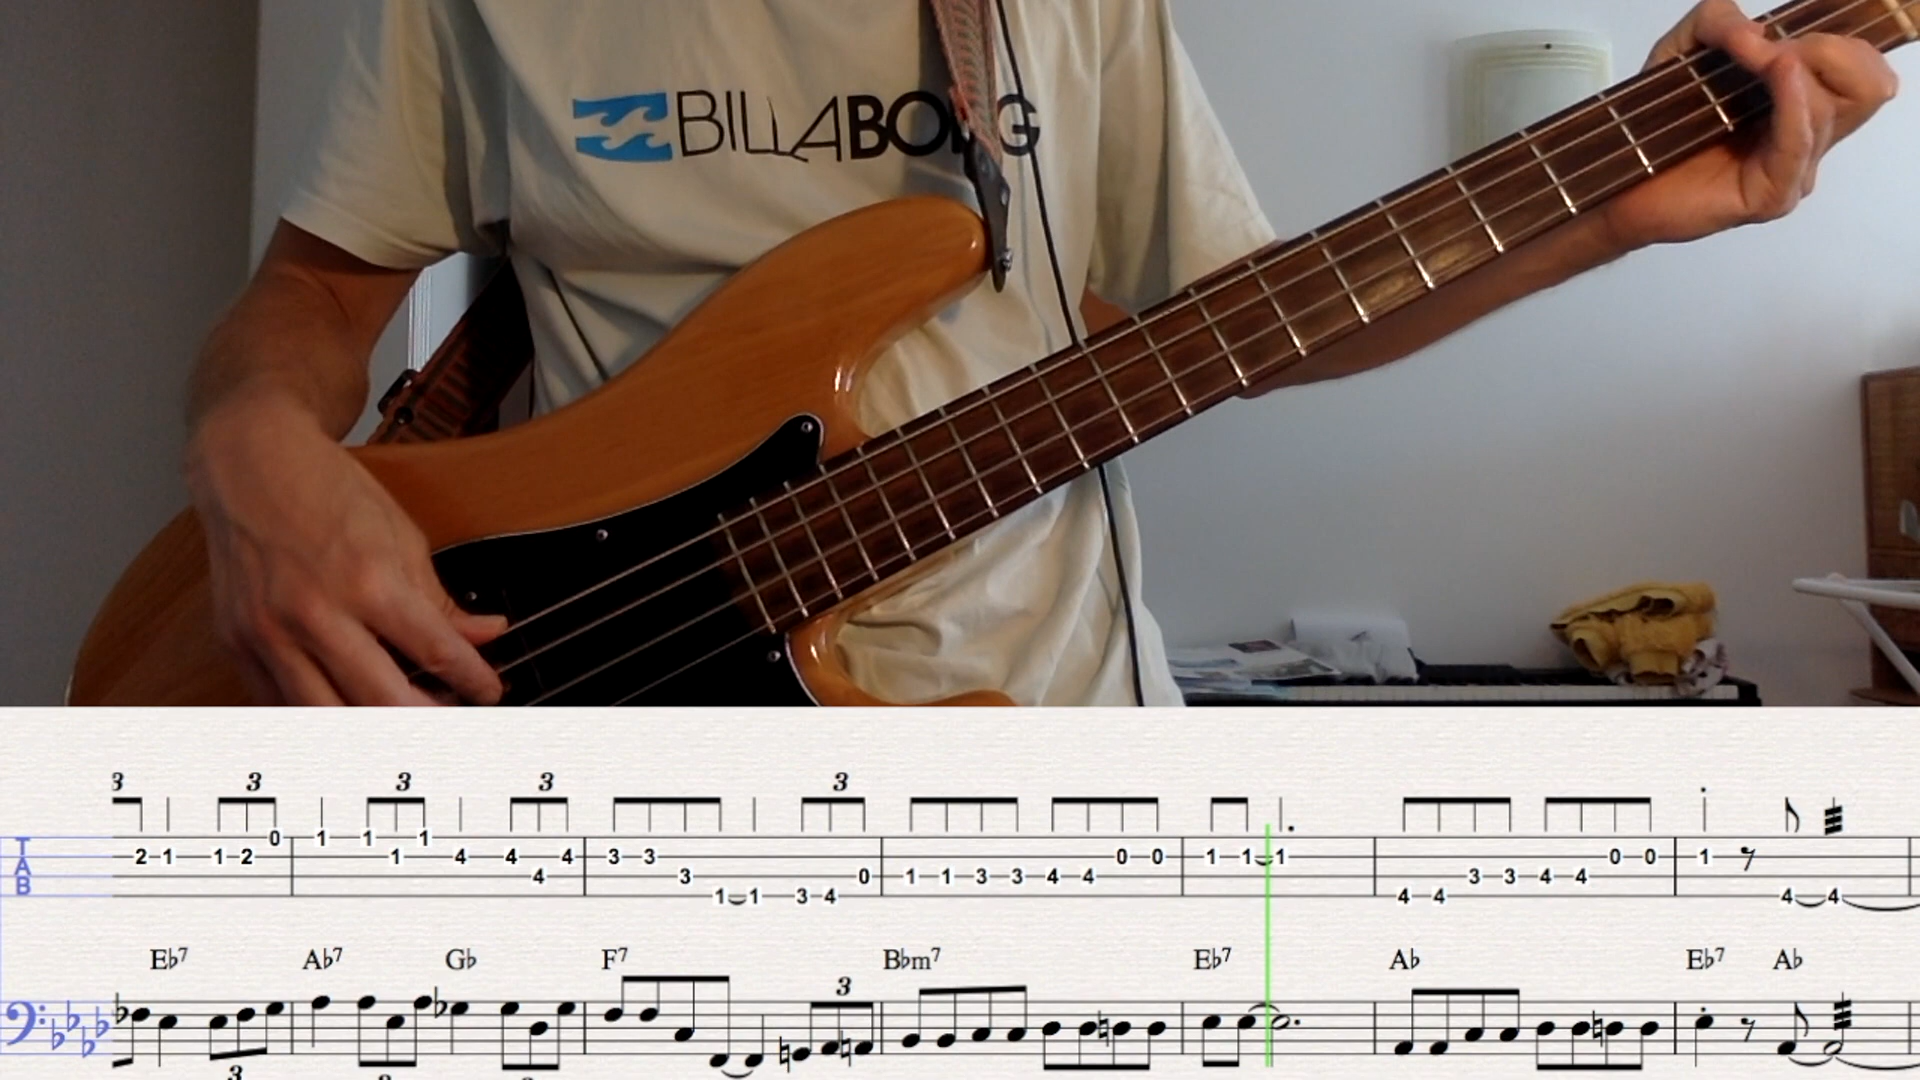 BILLABONG
3 3 3 3 3
2 1 1 2 0 1 1 1 1 4 4 4 4 3 3 3 1 1 3 4 0 1 1 3 3 4 4 0 0 1 1 1 4 4 3 3 4 4 0 0 1 4 4
TAB
E♭7 A♭7 G♭ F7 B♭m7 E♭7 A♭ E♭7 A♭
3
3